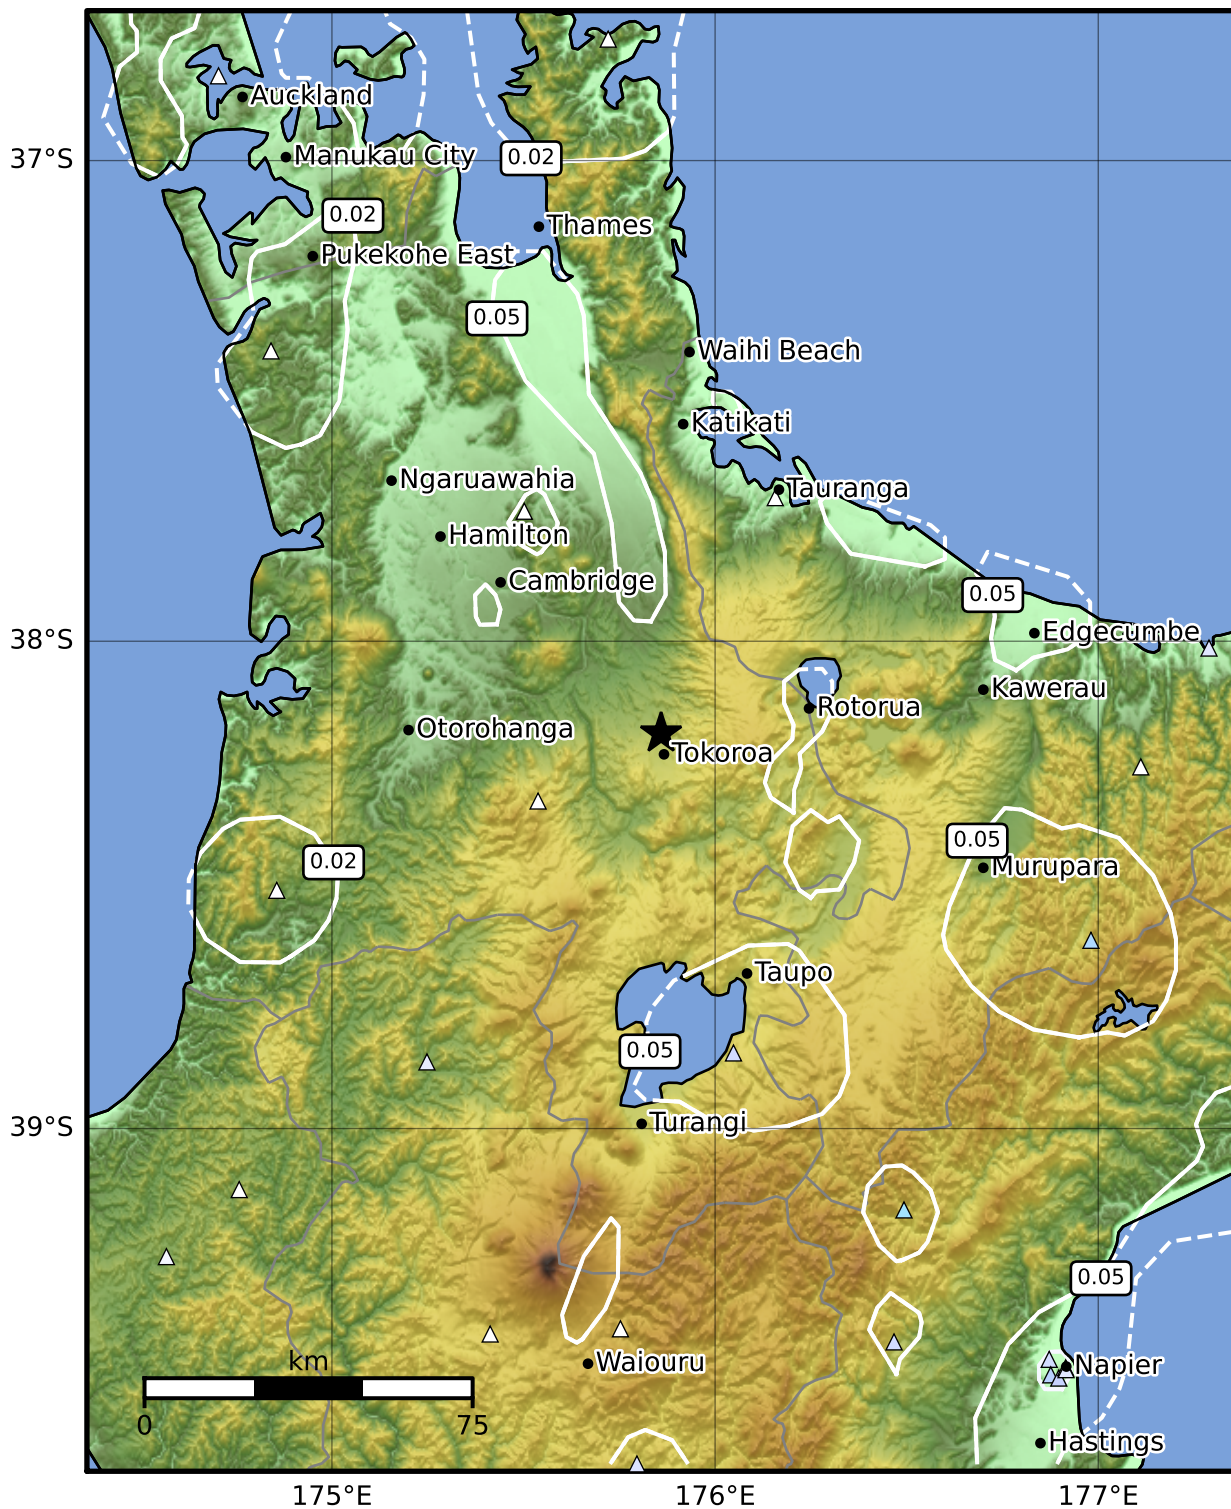 Auckland
37°S
Manukau City
0.02
0.02
Thames
Pukekohe East
0.05
Waihi Beach
Katikati
Ngaruawahia
Tauranga
Hamilton
Cambridge
0.05
38°S
Edgecumbe
Kawerau
Rotorua
Otorohanga
Tokoroa
0.05
0.02
Murupara
Taupo
0.05
39°S
Turangi
0.05
km
Waiouru
Napier
0
75
Hastings
175°E
176°E
177°E